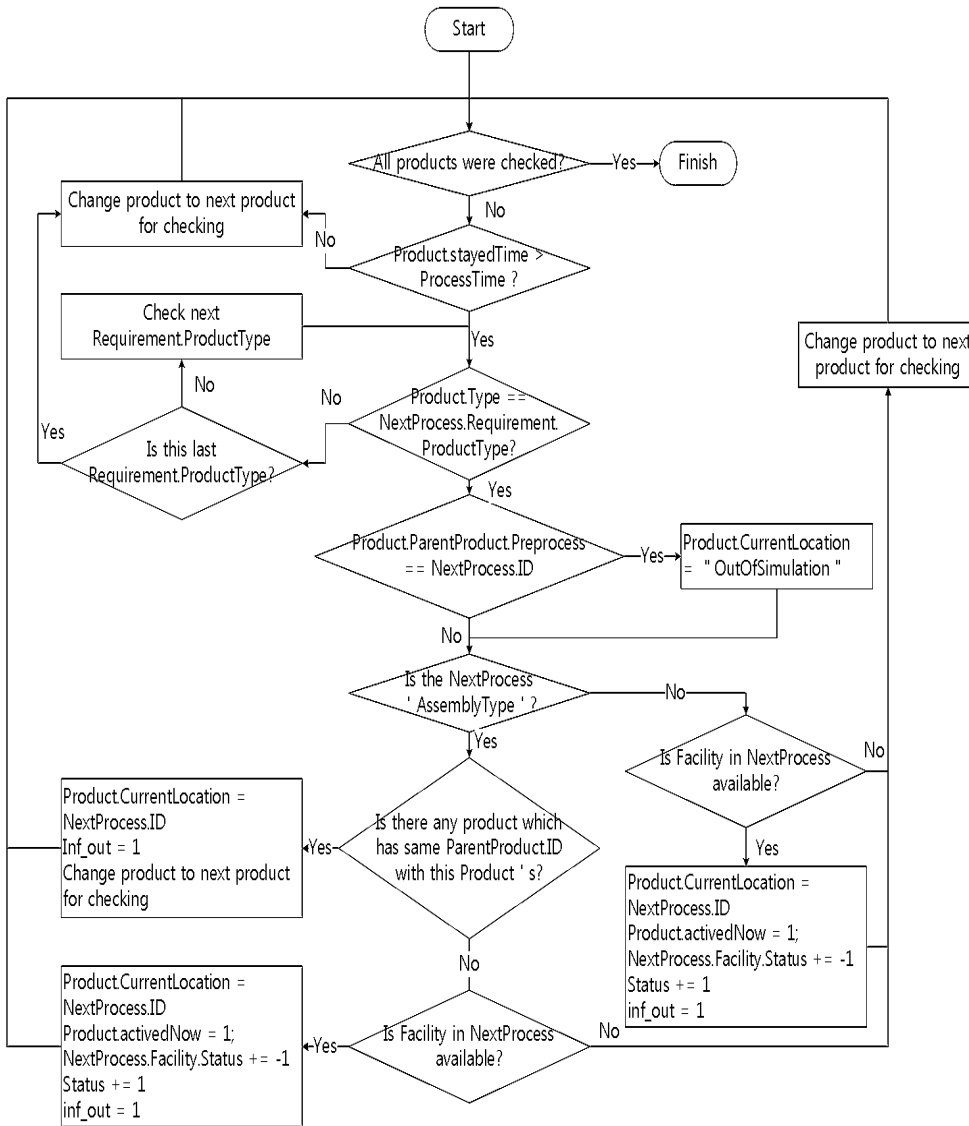 Start
All products were checked?
Yes
Finish
No
Change product to next product
for checking
No
Product.stayedTime >
ProcessTime ?
Check next
Requirement.ProductType
Yes
Change product to next
product for checking
No
Product.Type ==
NextProcess.Requirement.
ProductType?
No
Yes
Is this last
Requirement.ProductType?
Yes
Product.ParentProduct.Preprocess
== NextProcess.ID
Yes
Product.CurrentLocation
= " OutOfSimulation "
No
Is the NextProcess
' AssemblyType ' ?
No
Yes
Is Facility in NextProcess
available?
No
Yes
Product.CurrentLocation =
NextProcess.ID
Inf_out = 1
Change product to next product
for checking
Yes
Is there any product which
has same ParentProduct.ID
with this Product ' s?
Product.CurrentLocation =
NextProcess.ID
Product.activedNow = 1;
NextProcess.Facility.Status += -1
Status += 1
inf_out = 1
No
Product.CurrentLocation =
NextProcess.ID
Product.activedNow = 1;
NextProcess.Facility.Status += -1
Status += 1
inf_out = 1
Yes
Is Facility in NextProcess
available?
No